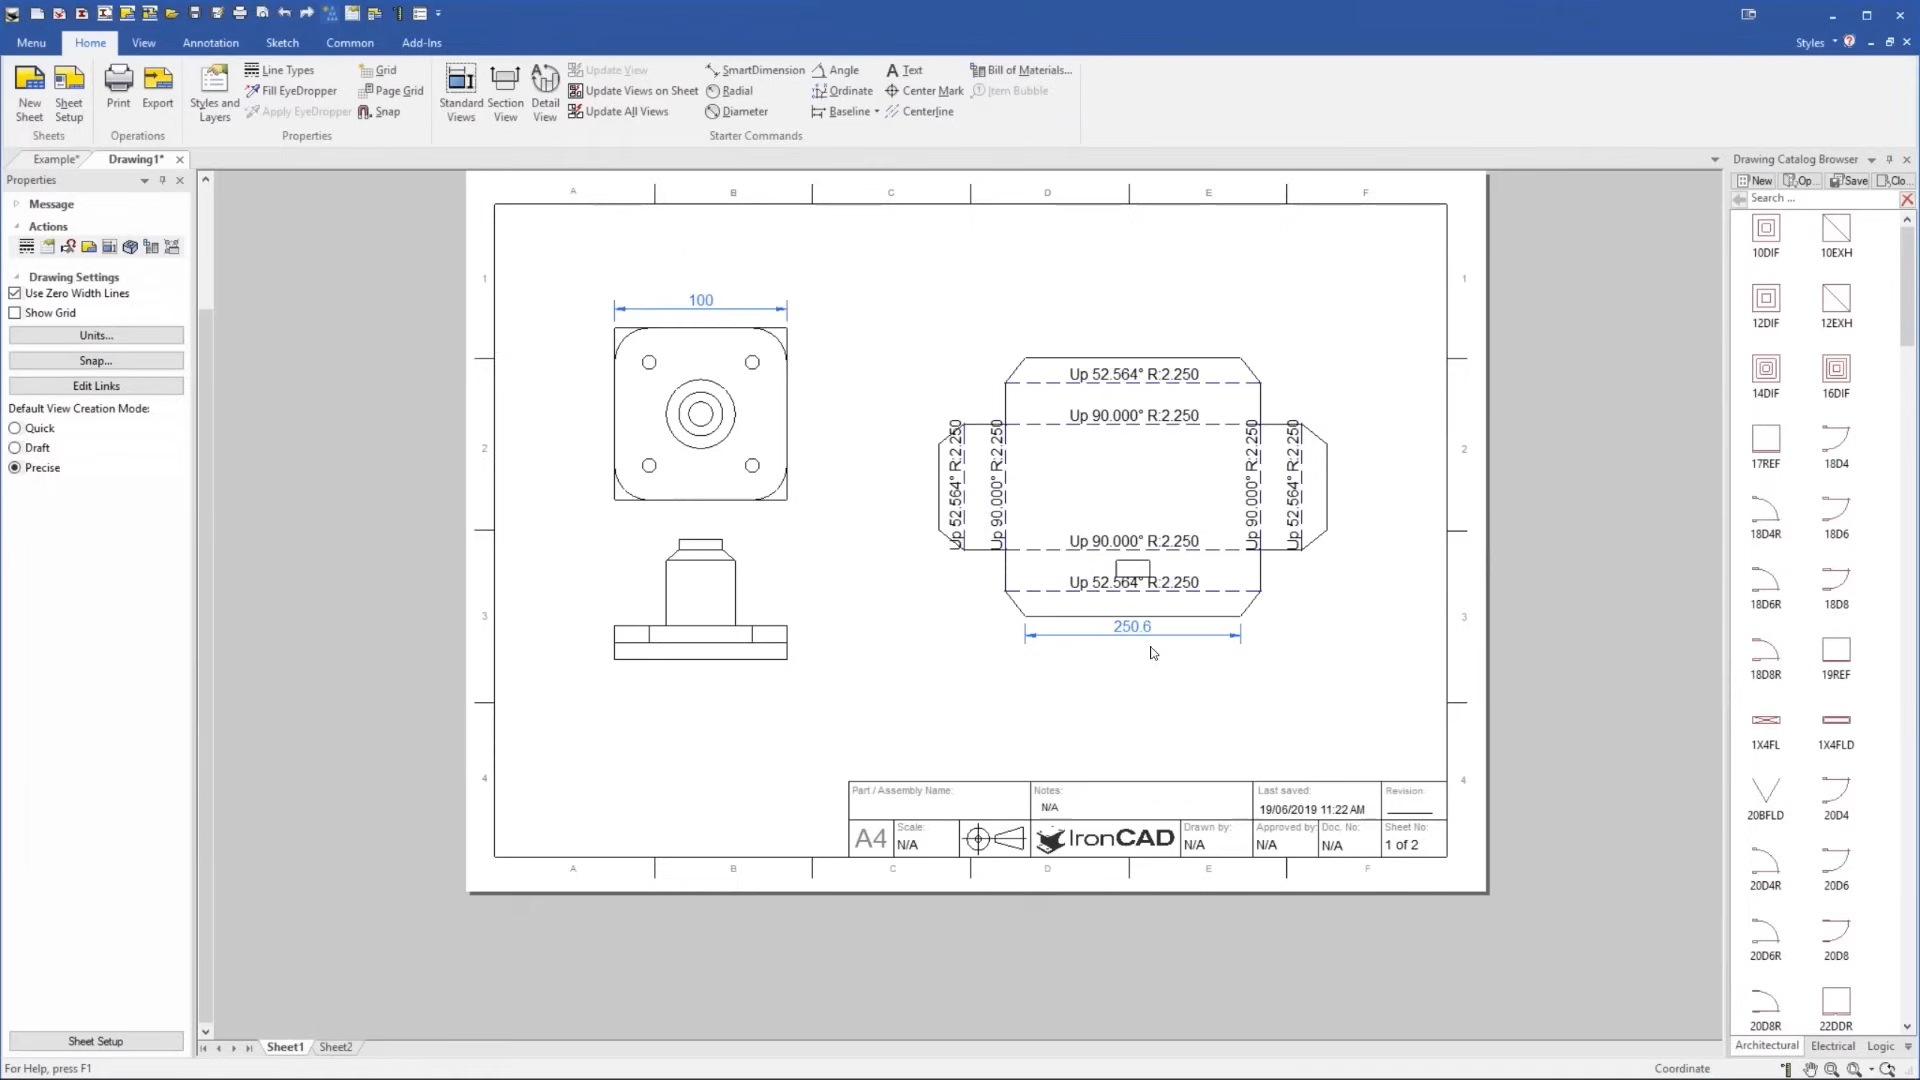 Menu
Home
View
Annotation
Sketch
Common
Add-Ins
Styles
New Sheet
Sheet Setup
Sheets
Print
Export
Operations
Styles and Layers
Line Types
Fill EyeDropper
Apply EyeDropper
Grid
Page Grid
Snap
Properties
Standard Views
Section View
Detail View
Update View
Update Views on Sheet
Update All Views
SmartDimension
Radial
Diameter
Angle
Ordinate
Baseline
Text
Center Mark
Centerline
Bill of Materials...
Item Bubble
Starter Commands
Example*
Drawing1*
Properties
Message
Actions
Drawing Settings
Use Zero Width Lines
Show Grid
Units...
Snap...
Edit Links
Default View Creation Mode:
Quick
Draft
Precise
Sheet Setup
A B C D E F
1 1
2 2
3 3
4 4
100
Up 52.564° R:2.250
Up 90.000° R:2.250
Up 52.564° R:2.250
Up 90.000° R:2.250
Up 90.000° R:2.250
Up 52.564° R:2.250
Up 90.000° R:2.250
Up 52.564° R:2.250
250.6
Part / Assembly Name:
Notes:
N/A
Last saved:
19/06/2019 11:22 AM
Revision:
A4
Scale:
N/A
IronCAD
Drawn by:
N/A
Approved by:
N/A
Doc. No:
N/A
Sheet No:
1 of 2
A B C D E F
Drawing Catalog Browser
New
Op...
Save
Clo...
Search ...
10DIF 10EXH
12DIF 12EXH
14DIF 16DIF
17REF 18D4
18D4R 18D6
18D6R 18D8
18D8R 19REF
1X4FL 1X4FLD
20BFLD 20D4
20D4R 20D6
20D6R 20D8
20D8R 22DDR
Architectural Electrical Logic
Sheet1 Sheet2
For Help, press F1
Coordinate